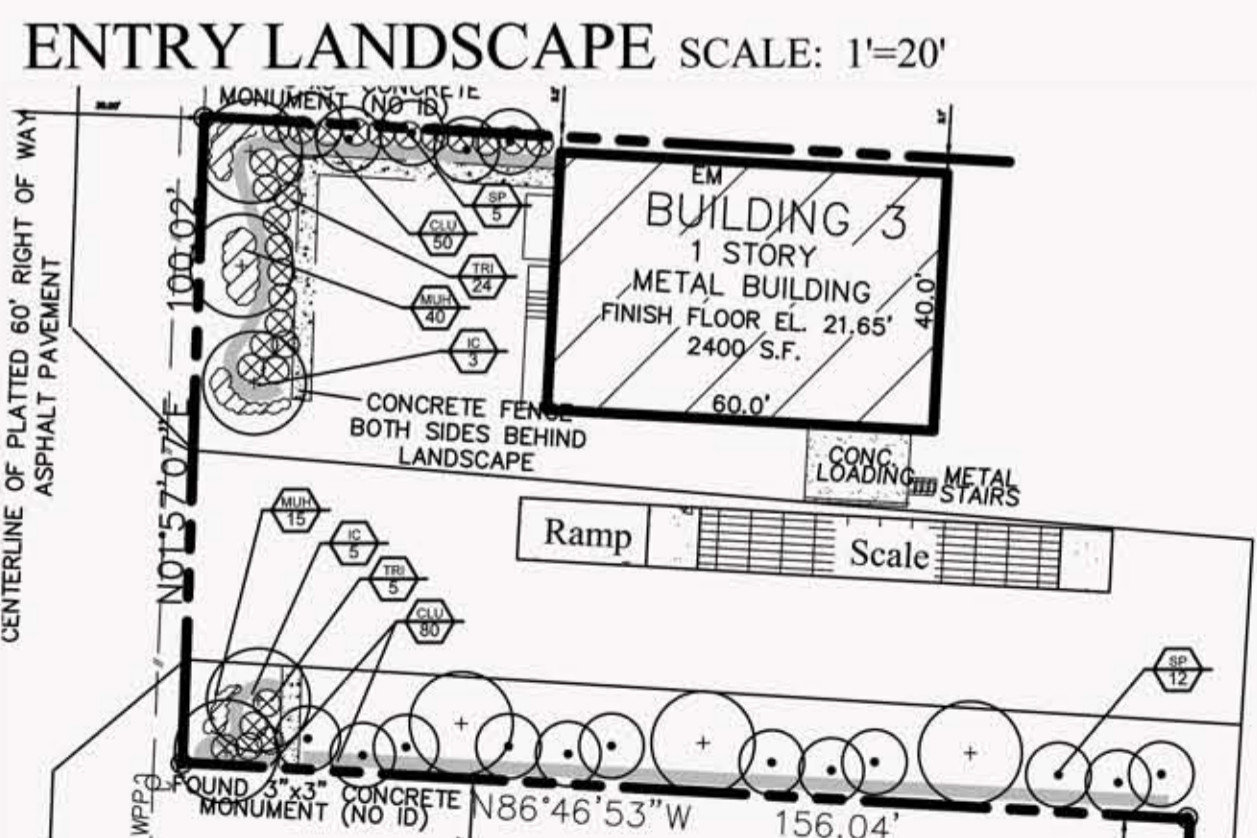 ENTRY LANDSCAPE SCALE: 1'=20'
CONCRETE
MONUMENT (NO ID)
CENTERLINE OF PLATTED 60' RIGHT OF WAY
ASPHALT PAVEMENT
N01°57'07"E 100.02'
SP
5
CLU
50
TRI
24
MUH
40
IC
3
EM
BUILDING 3
1 STORY
METAL BUILDING
FINISH FLOOR EL. 21.65'
2400 S.F.
40.0'
60.0'
CONCRETE FENCE
BOTH SIDES BEHIND
LANDSCAPE
CONC.
LOADING
METAL
STAIRS
Ramp
Scale
MUH
15
IC
5
TRI
5
CLU
80
SP
12
FOUND 3"x3" CONCRETE
MONUMENT (NO ID)
N86°46'53"W 156.04'
WPP